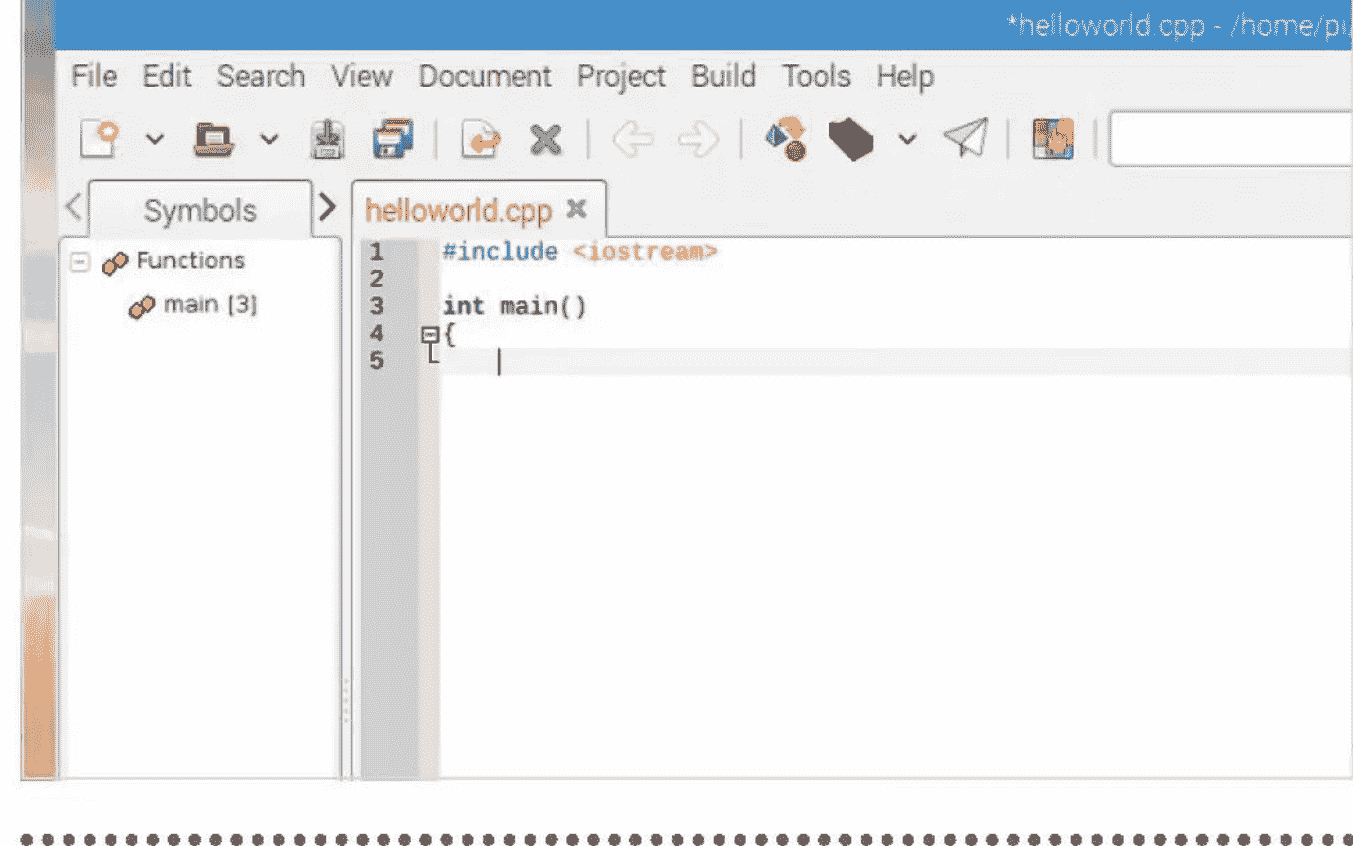 *helloworld.cpp - /home/pi/
File Edit Search View Document Project Build Tools Help
Symbols
helloworld.cpp
Functions
main [3]
1 #include <iostream>
2
3 int main()
4 {
5